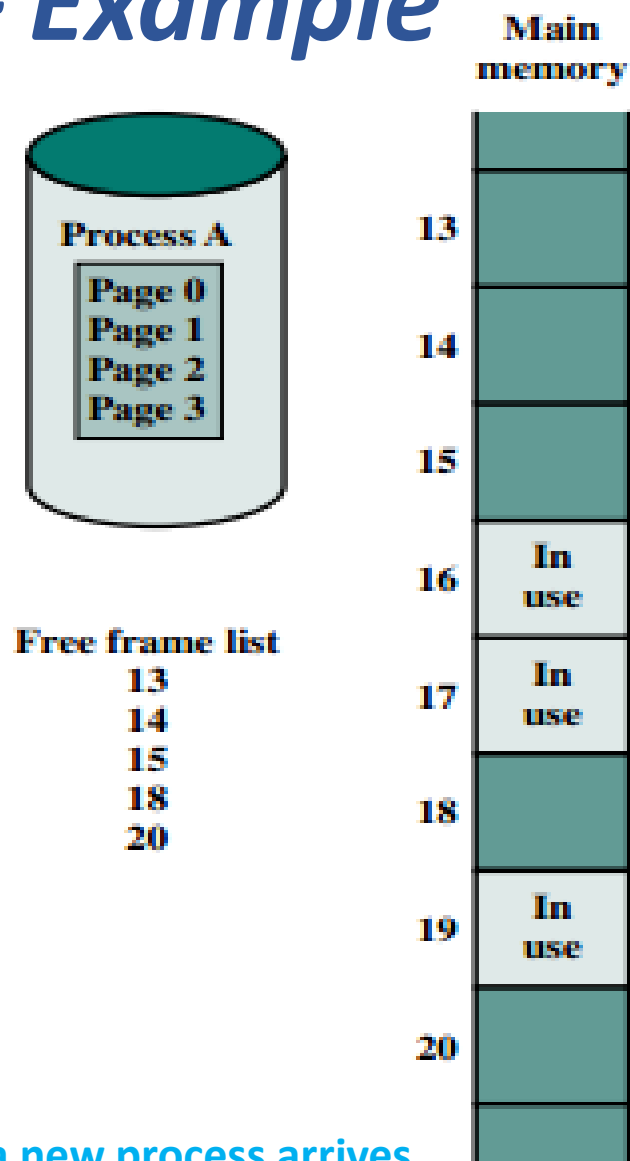 Example
Main
memory
Process A
Page 0
Page 1
Page 2
Page 3
Free frame list
13
14
15
18
20
13
14
15
16
In
use
17
In
use
18
19
In
use
20
new process arrives